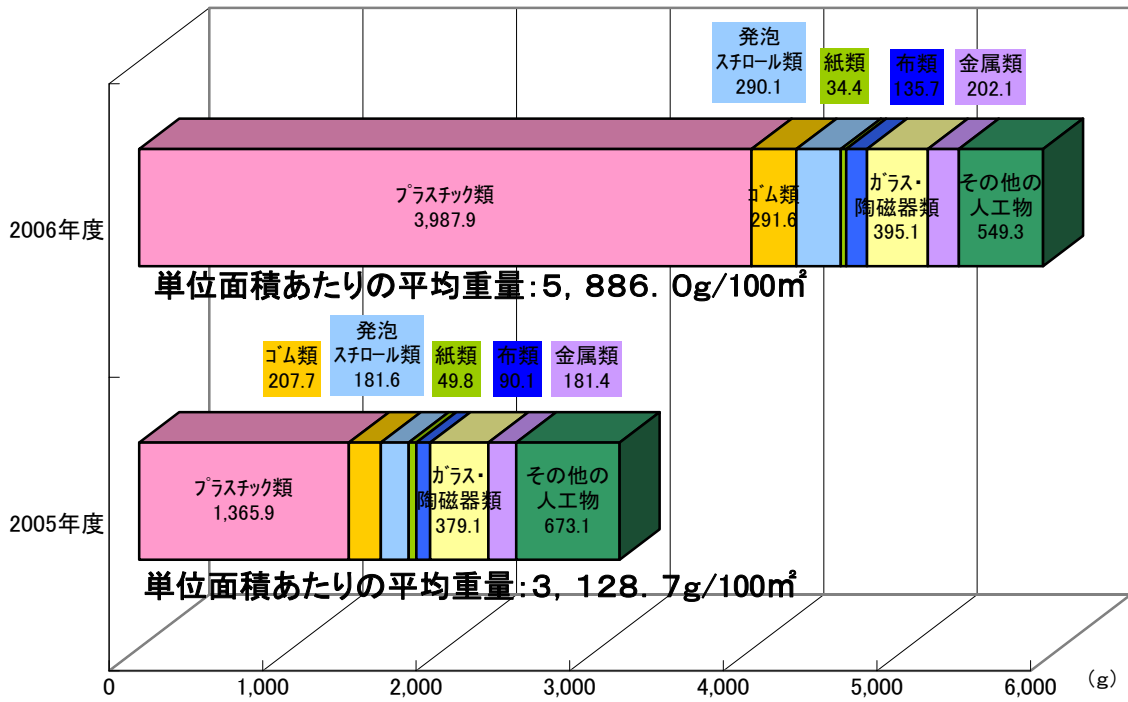 発泡
スチロール類
290.1
紙類
34.4
布類
135.7
金属類
202.1
2006年度
プラスチック類
3,987.9
ゴム類
291.6
ガラス・
陶磁器類
395.1
その他の
人工物
549.3
単位面積あたりの平均重量:5,886.0g/100㎡
ゴム類
207.7
発泡
スチロール類
181.6
紙類
49.8
布類
90.1
金属類
181.4
2005年度
プラスチック類
1,365.9
ガラス・
陶磁器類
379.1
その他の
人工物
673.1
単位面積あたりの平均重量:3,128.7g/100㎡
0 1,000 2,000 3,000 4,000 5,000 6,000 (g)